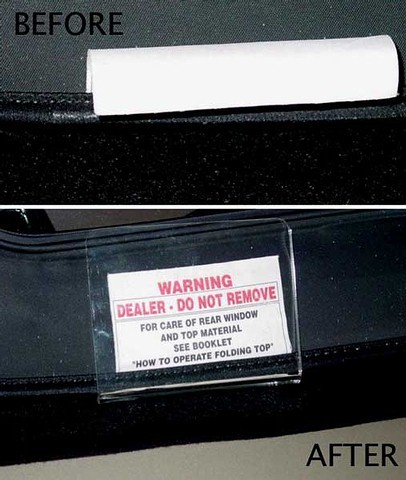 BEFORE
WARNING
DEALER - DO NOT REMOVE
FOR CARE OF REAR WINDOW
AND TOP MATERIAL
SEE BOOKLET
"HOW TO OPERATE FOLDING TOP"
AFTER